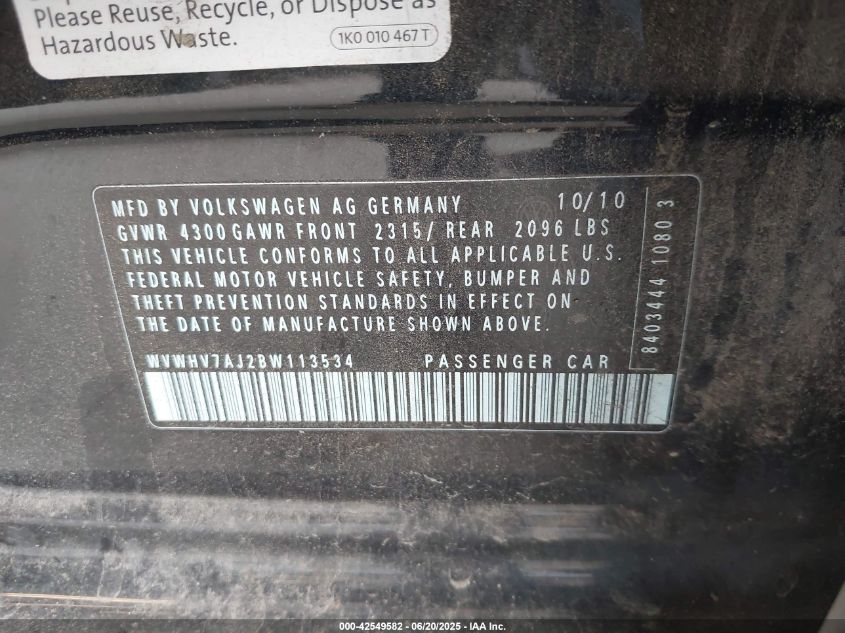 Please Reuse, Recycle, or Dispose as
Hazardous Waste.
1K0 010 467 T
MFD BY VOLKSWAGEN AG GERMANY 10/10
GVWR 4300 GAWR FRONT 2315/ REAR 2096 LBS
THIS VEHICLE CONFORMS TO ALL APPLICABLE U.S.
FEDERAL MOTOR VEHICLE SAFETY, BUMPER AND
THEFT PREVENTION STANDARDS IN EFFECT ON
THE DATE OF MANUFACTURE SHOWN ABOVE.
WVWHV7AJ2BW113534 PASSENGER CAR
8403444 10803
000-42549582 - 06/20/2025 - IAA Inc.